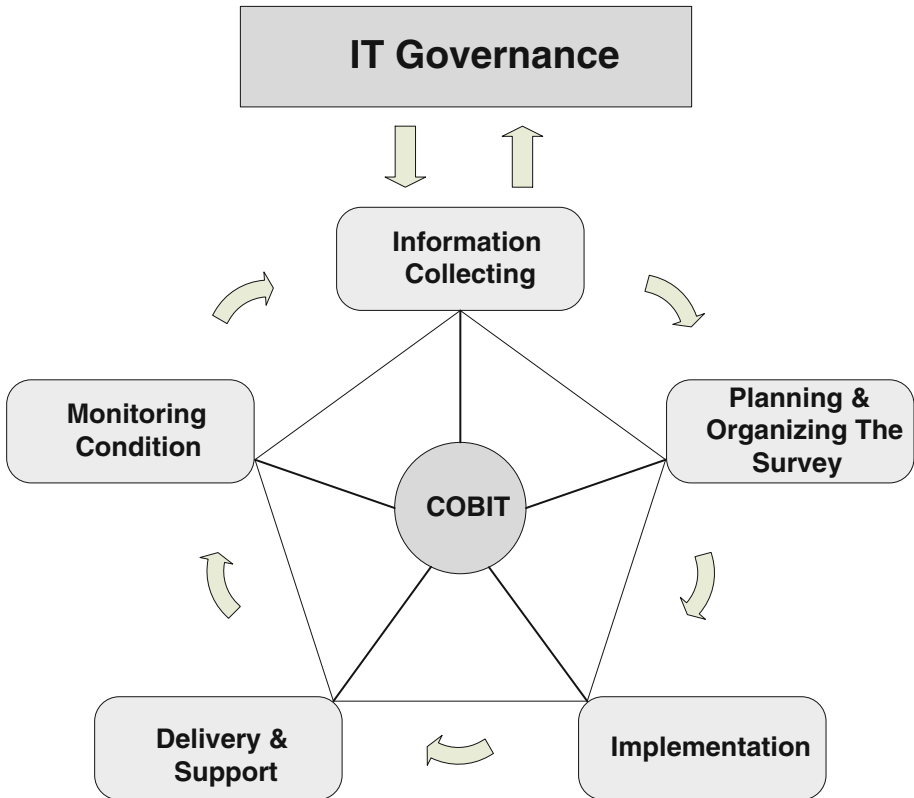 IT Governance
Information
Collecting
Monitoring
Condition
Planning &
Organizing The
Survey
COBIT
Delivery &
Support
Implementation